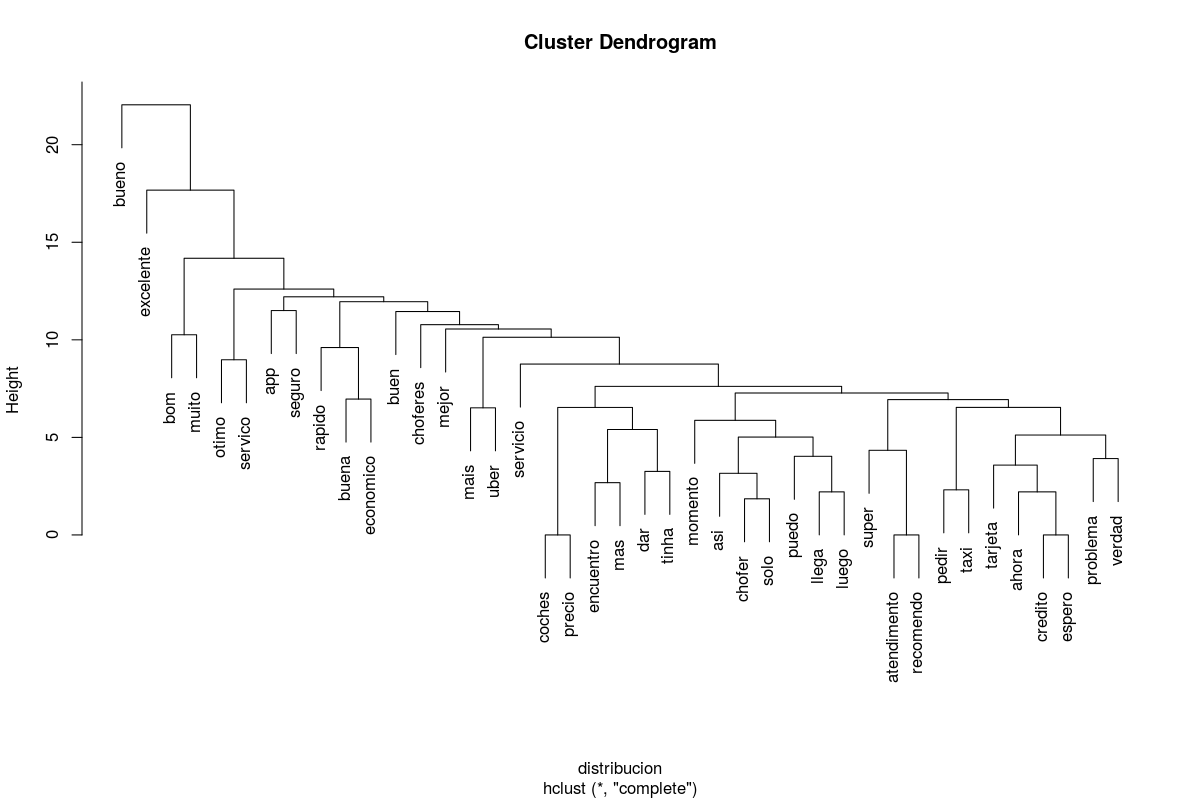 Cluster Dendrogram
Height
20
15
10
5
0
bueno
excelente
bom
muito
otimo
servico
app
seguro
rapido
buena
economico
buen
choferes
mejor
mais
uber
servicio
coches
precio
encuentro
mas
dar
tinha
momento
asi
chofer
solo
puedo
llega
luego
super
atendimento
recomendo
pedir
taxi
tarjeta
ahora
credito
espero
problema
verdad
distribucion
hclust (*, "complete")